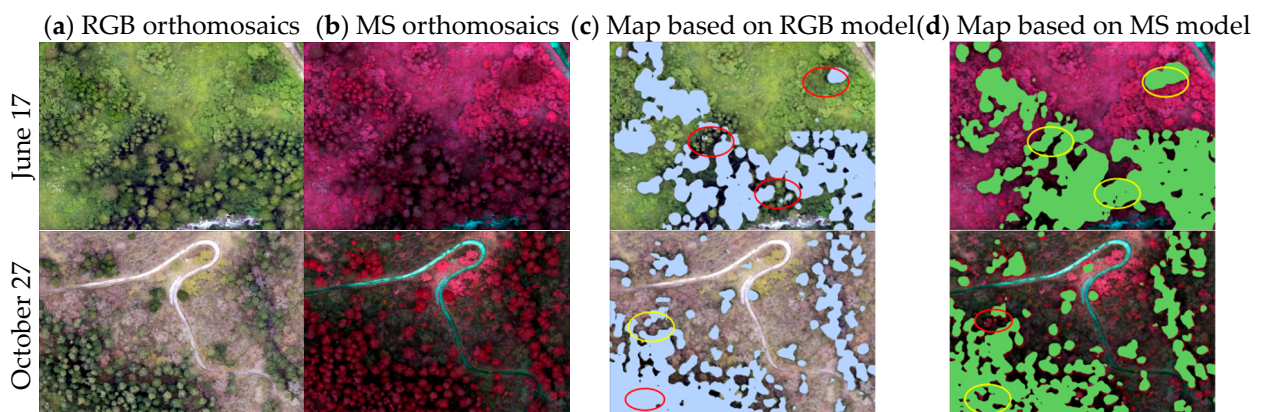 (a) RGB orthomosaics (b) MS orthomosaics (c) Map based on RGB model(d) Map based on MS model
June 17
October 27